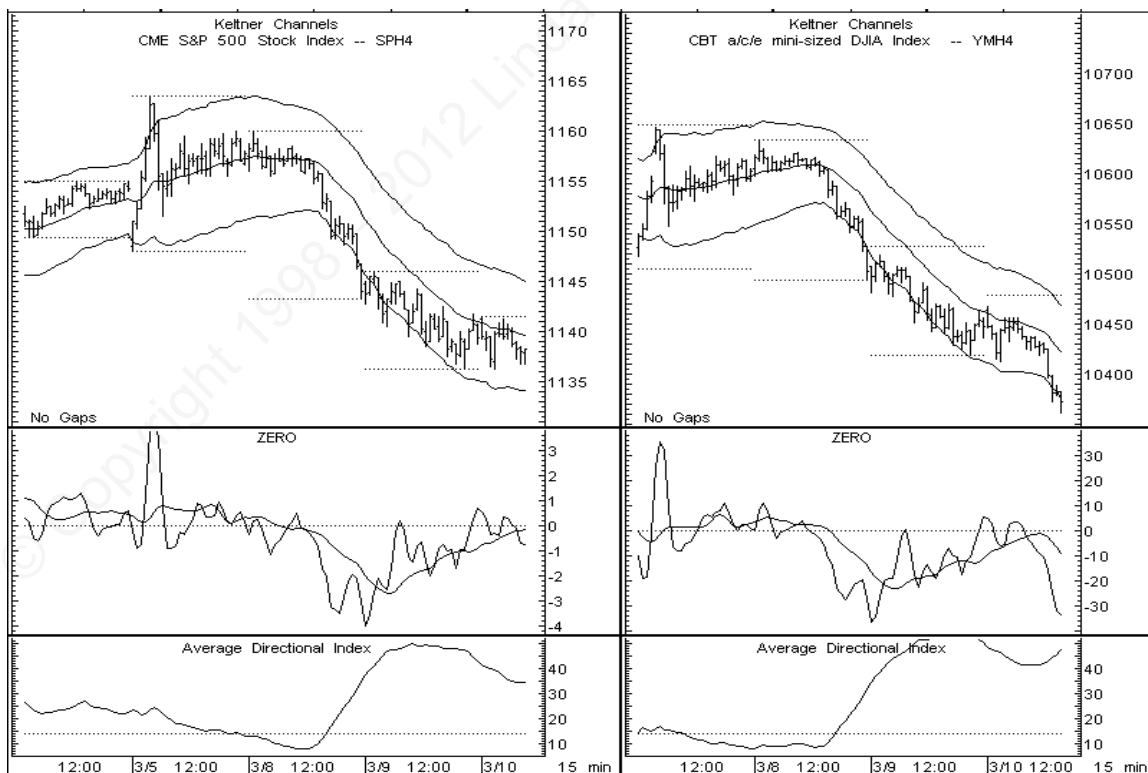 Keltner Channels
CME S&P 500 Stock Index -- SPH4
1170
1165
1160
1155
1150
1145
1140
1135
No Gaps
ZERO
3
2
1
0
-1
-2
-3
-4
Average Directional Index
40
30
20
10
12:00 3/5 12:00 3/8 12:00 3/9 12:00 3/10 15 min
Keltner Channels
CBT a/c/e mini-sized DJIA Index -- YMH4
10700
10650
10600
10550
10500
10450
10400
No Gaps
ZERO
30
20
10
0
-10
-20
-30
Average Directional Index
40
30
20
10
12:00 3/8 12:00 3/9 12:00 3/10 12:00 15 min
© Copyright 1998 2012 Linda